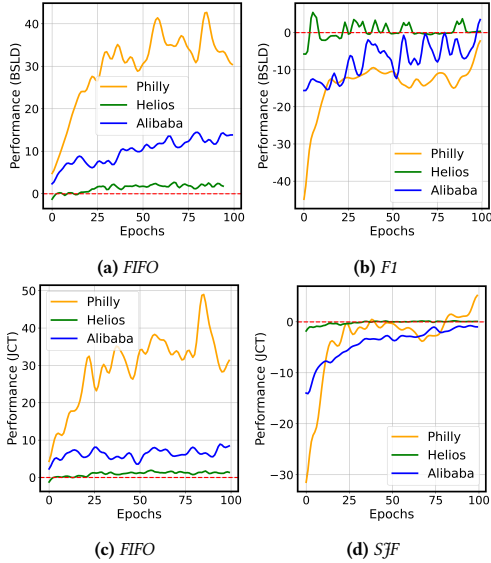 40
30
20
10
0
Performance (BSLD)
Philly
Helios
Alibaba
0 25 50 75 100
Epochs
(a) FIFO
0
-10
-20
-30
-40
Performance (BSLD)
Philly
Helios
Alibaba
0 25 50 75 100
Epochs
(b) F1
50
40
30
20
10
0
Performance (JCT)
Philly
Helios
Alibaba
0 25 50 75 100
Epochs
(c) FIFO
0
−10
−20
−30
Performance (JCT)
Philly
Helios
Alibaba
0 25 50 75 100
Epochs
(d) SJF